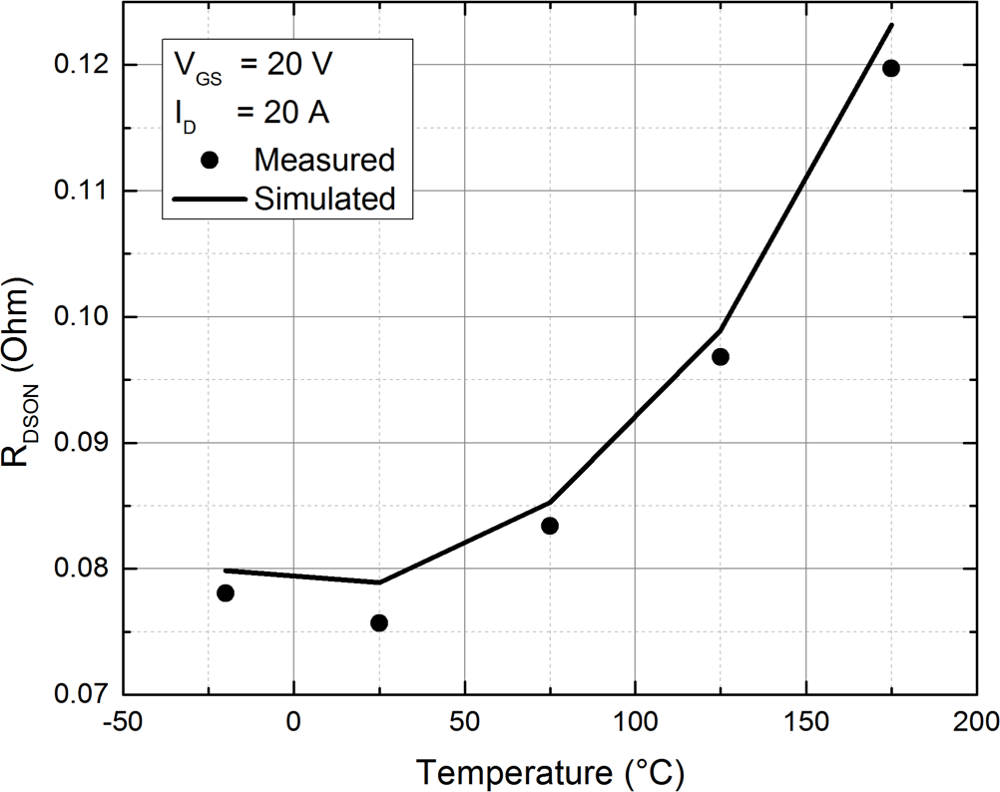 V_GS = 20 V
I_D = 20 A
Measured
Simulated
R_DSON (Ohm)
0.12
0.11
0.10
0.09
0.08
0.07
-50 0 50 100 150 200
Temperature (°C)